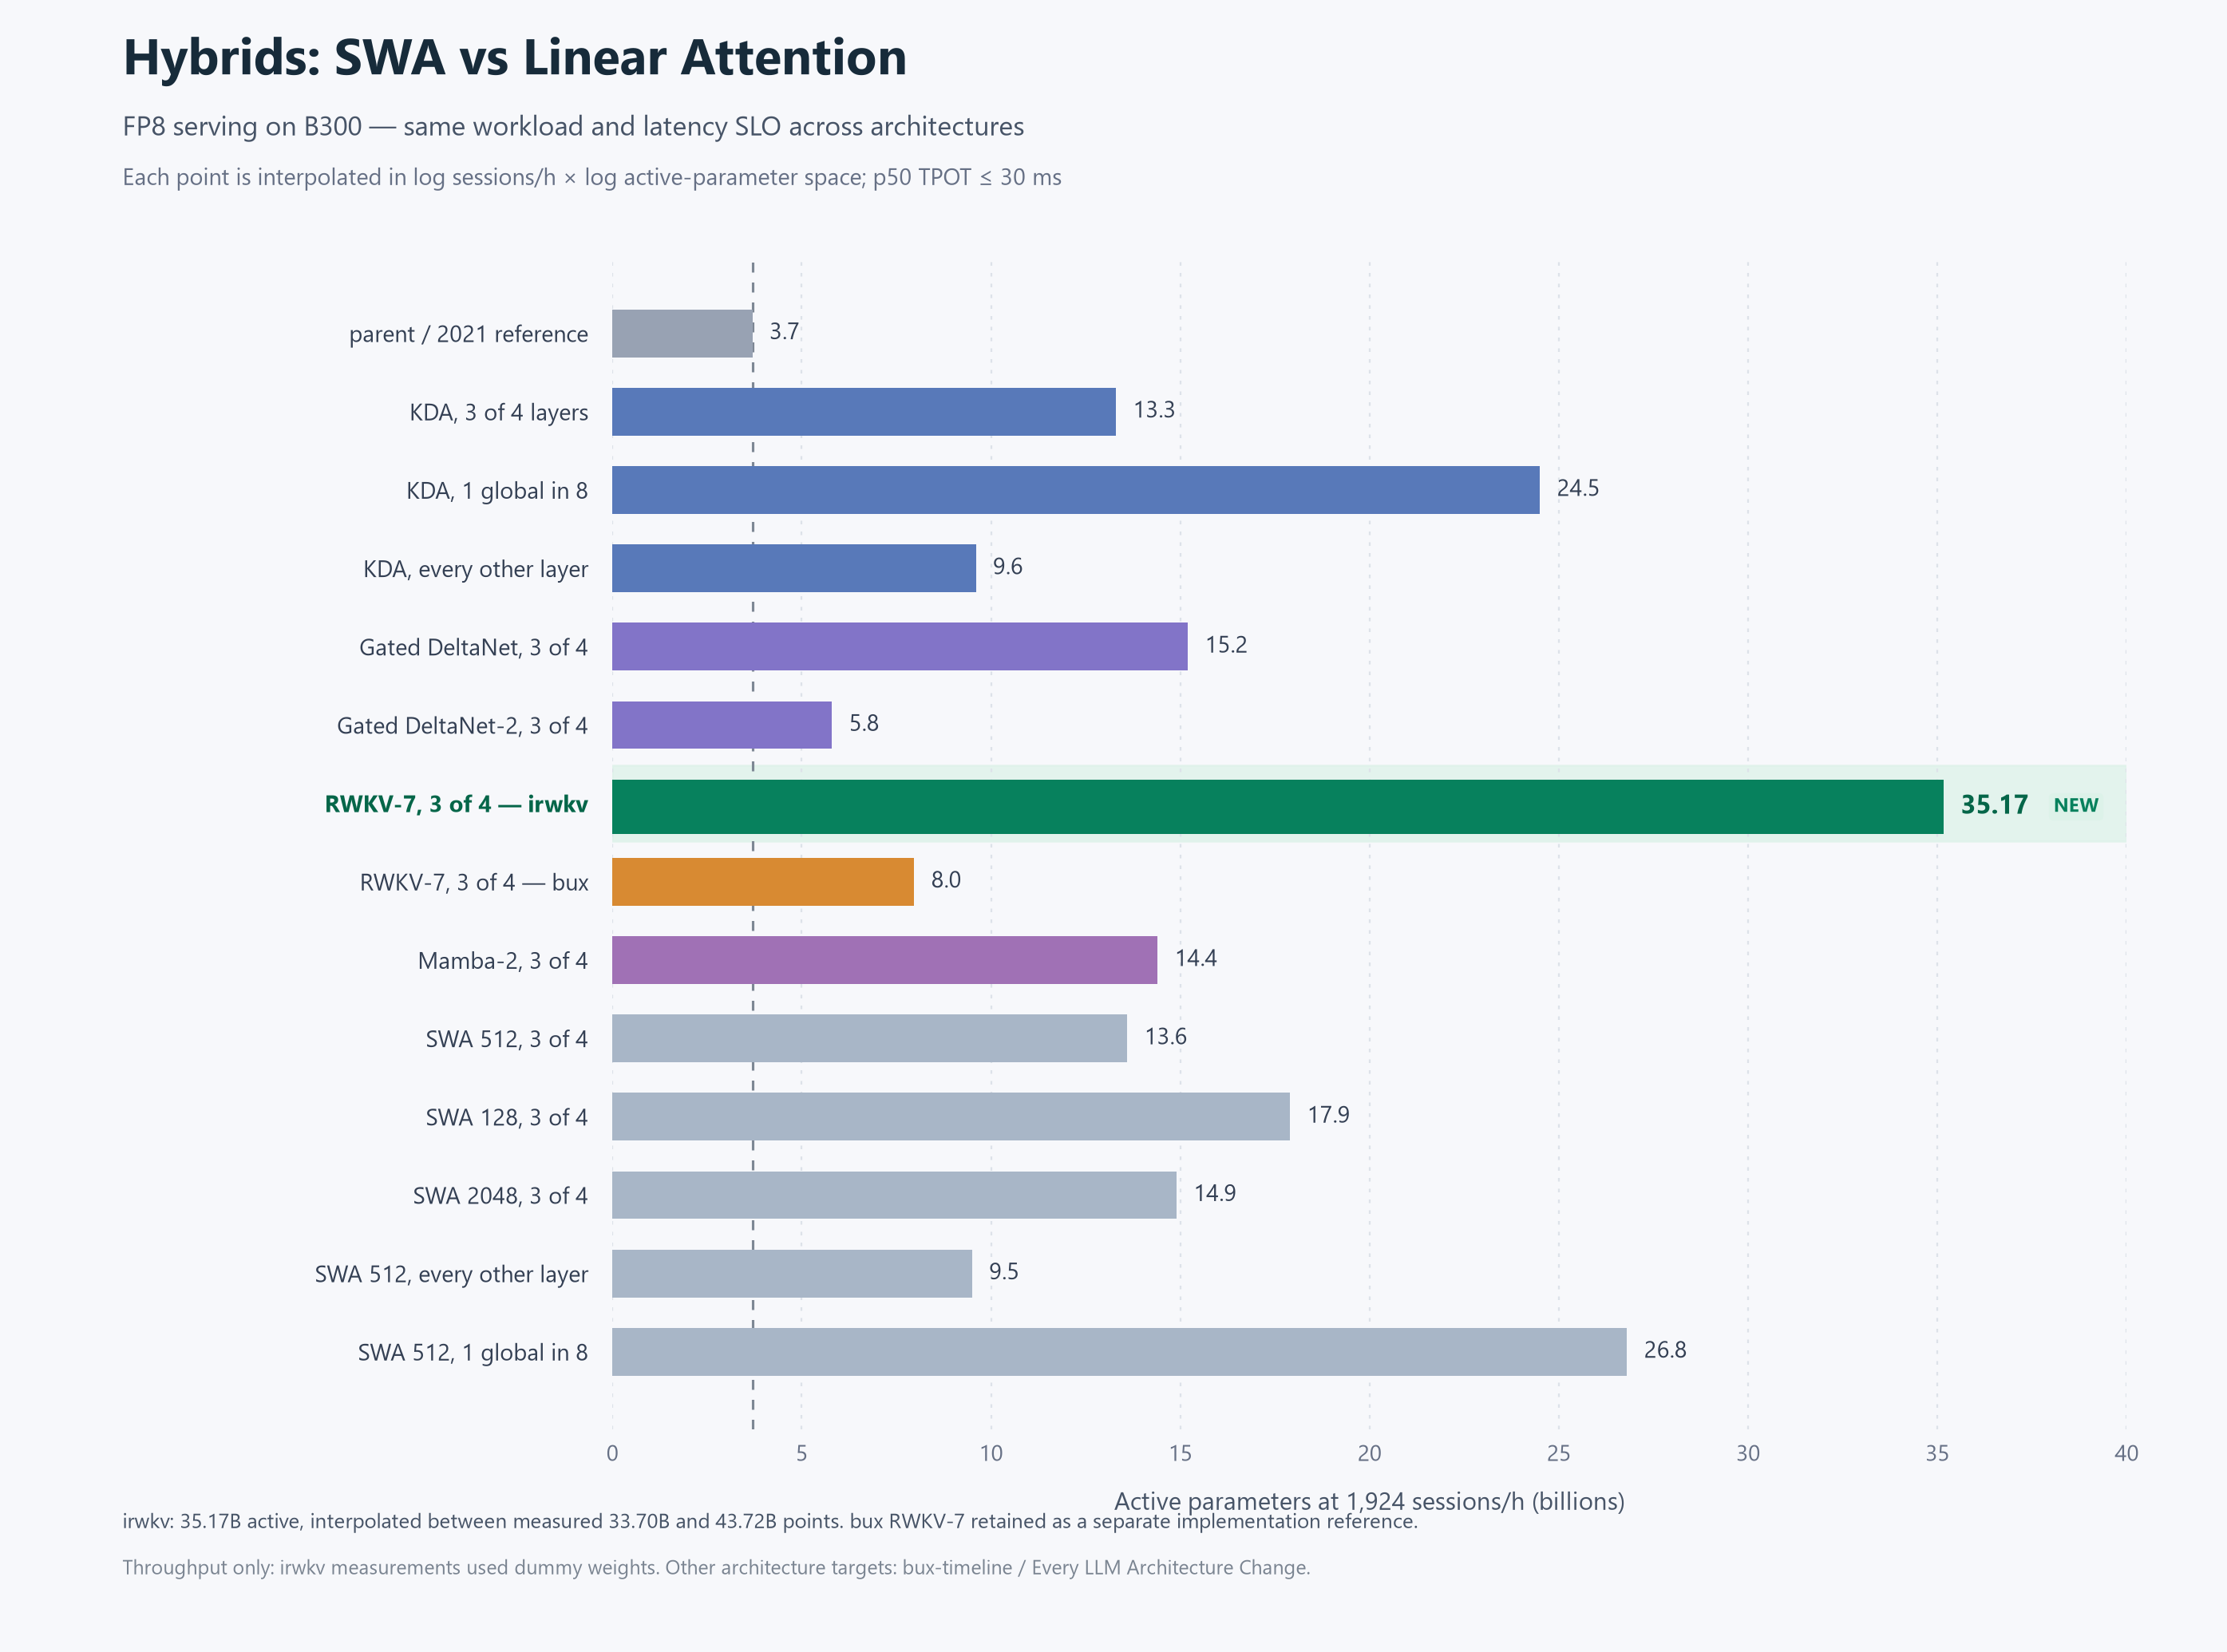 Hybrids: SWA vs Linear Attention
FP8 serving on B300 — same workload and latency SLO across architectures
Each point is interpolated in log sessions/h × log active-parameter space; p50 TPOT ≤ 30 ms
parent / 2021 reference 3.7
KDA, 3 of 4 layers 13.3
KDA, 1 global in 8 24.5
KDA, every other layer 9.6
Gated DeltaNet, 3 of 4 15.2
Gated DeltaNet-2, 3 of 4 5.8
RWKV-7, 3 of 4 — irwkv 35.17 NEW
RWKV-7, 3 of 4 — bux 8.0
Mamba-2, 3 of 4 14.4
SWA 512, 3 of 4 13.6
SWA 128, 3 of 4 17.9
SWA 2048, 3 of 4 14.9
SWA 512, every other layer 9.5
SWA 512, 1 global in 8 26.8
0 5 10 15 20 25 30 35 40
Active parameters at 1,924 sessions/h (billions)
irwkv: 35.17B active, interpolated between measured 33.70B and 43.72B points. bux RWKV-7 retained as a separate implementation reference.
Throughput only: irwkv measurements used dummy weights. Other architecture targets: bux-timeline / Every LLM Architecture Change.